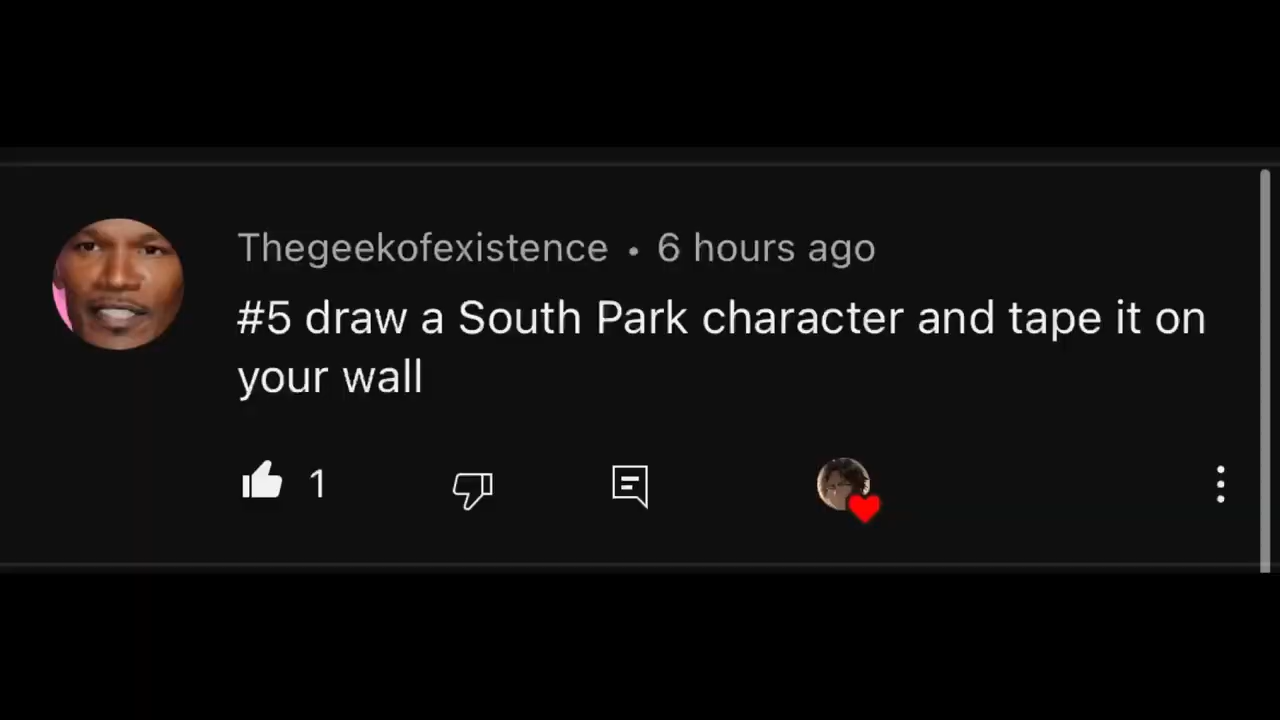 Thegeekofexistence • 6 hours ago
#5 draw a South Park character and tape it on
your wall
1